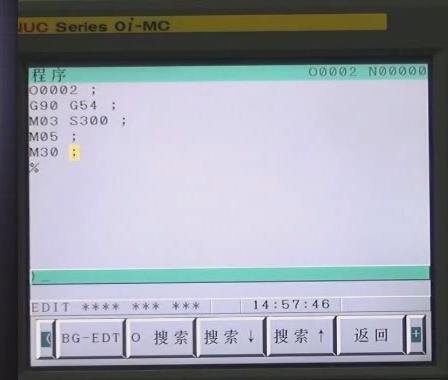 NUC Series 0i-MC
程序 O0002 N00000
O0002 ;
G90 G54 ;
M03 S300 ;
M05 ;
M30 ;
%
)_
EDIT **** *** *** 14:57:46
( BG-EDT O 搜索 搜索↓ 搜索↑ 返回 +